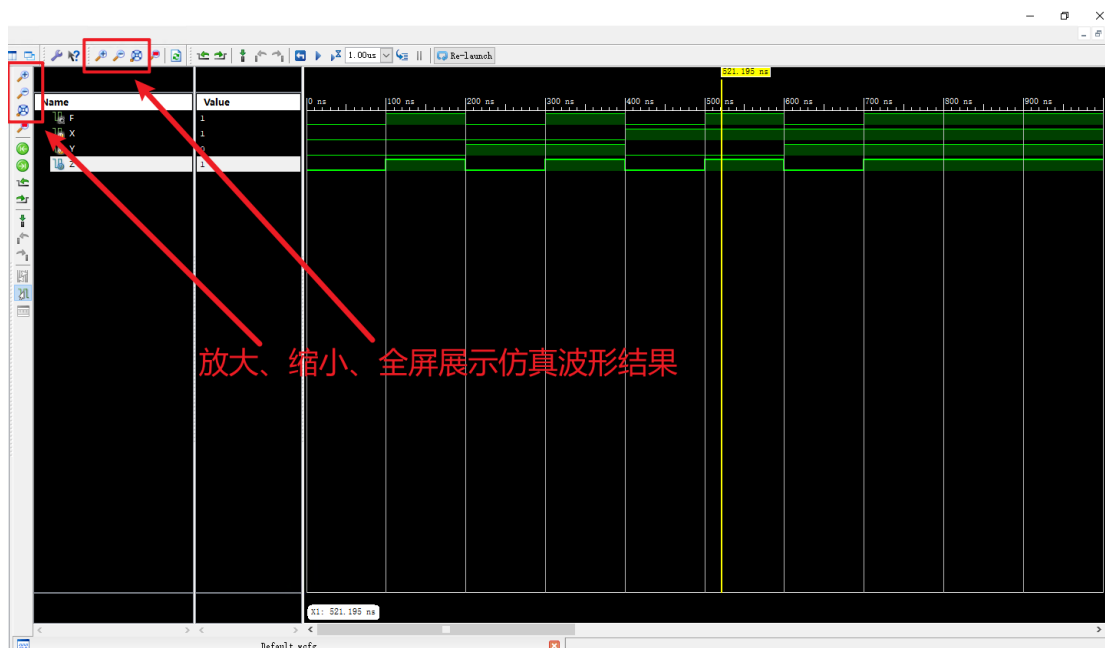 1.00us
Re-launch
521.195 ns
Name
Value
0 ns
100 ns
200 ns
300 ns
400 ns
500 ns
600 ns
700 ns
800 ns
900 ns
F
1
X
1
Y
0
Z
1
放大、缩小、全屏展示仿真波形结果
X1: 521.195 ns
Default.wcfg